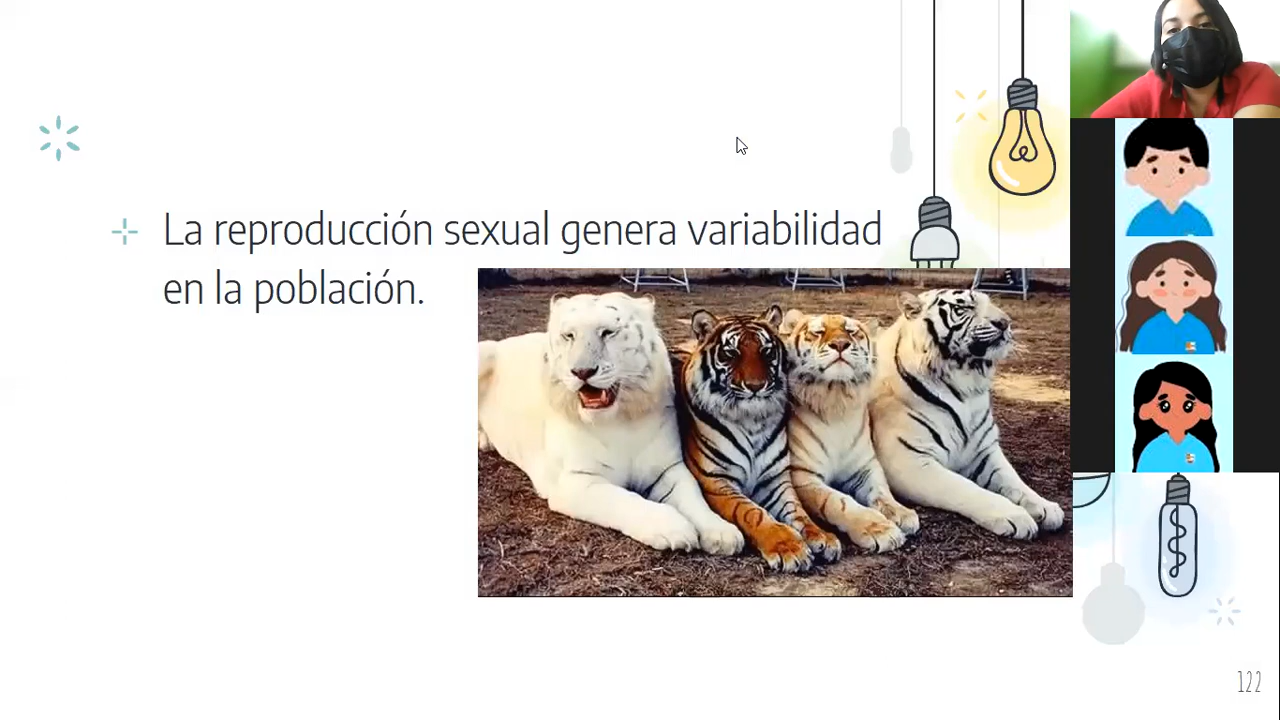 La reproducción sexual genera variabilidad
en la población.
122